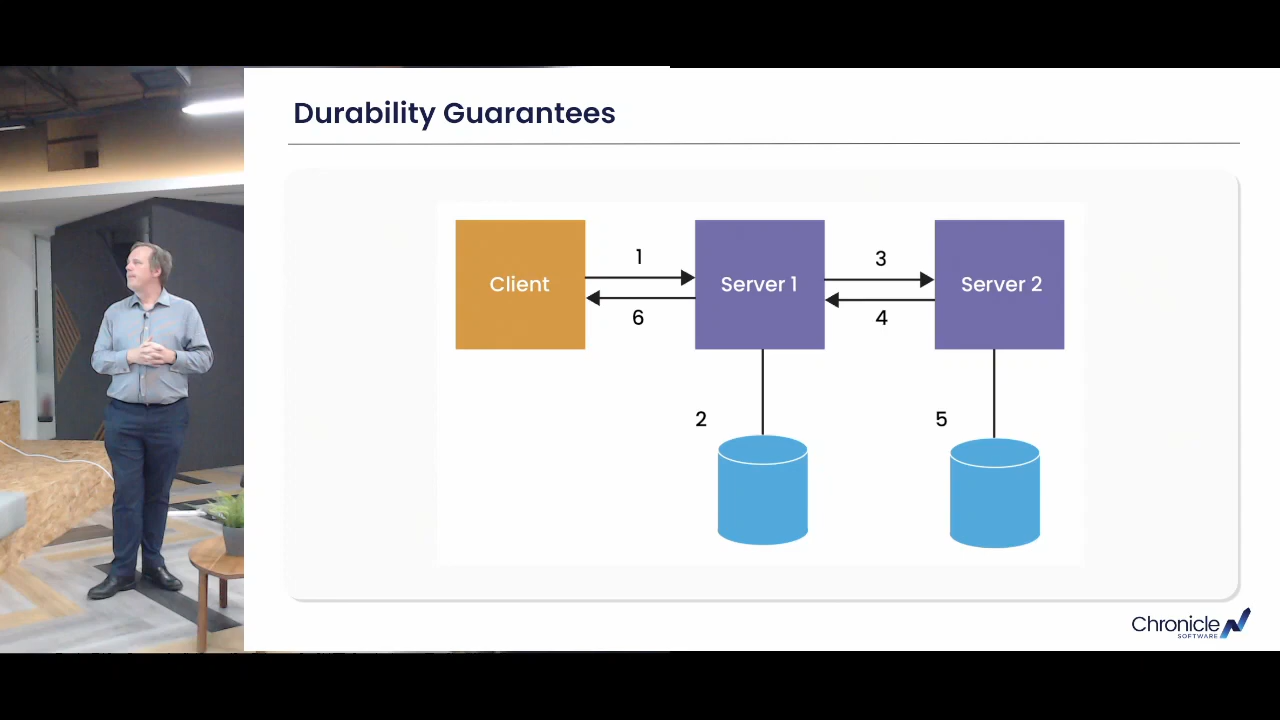 Durability Guarantees
1
3
Client
Server 1
Server 2
6
4
2
5
Chronicle
SOFTWARE